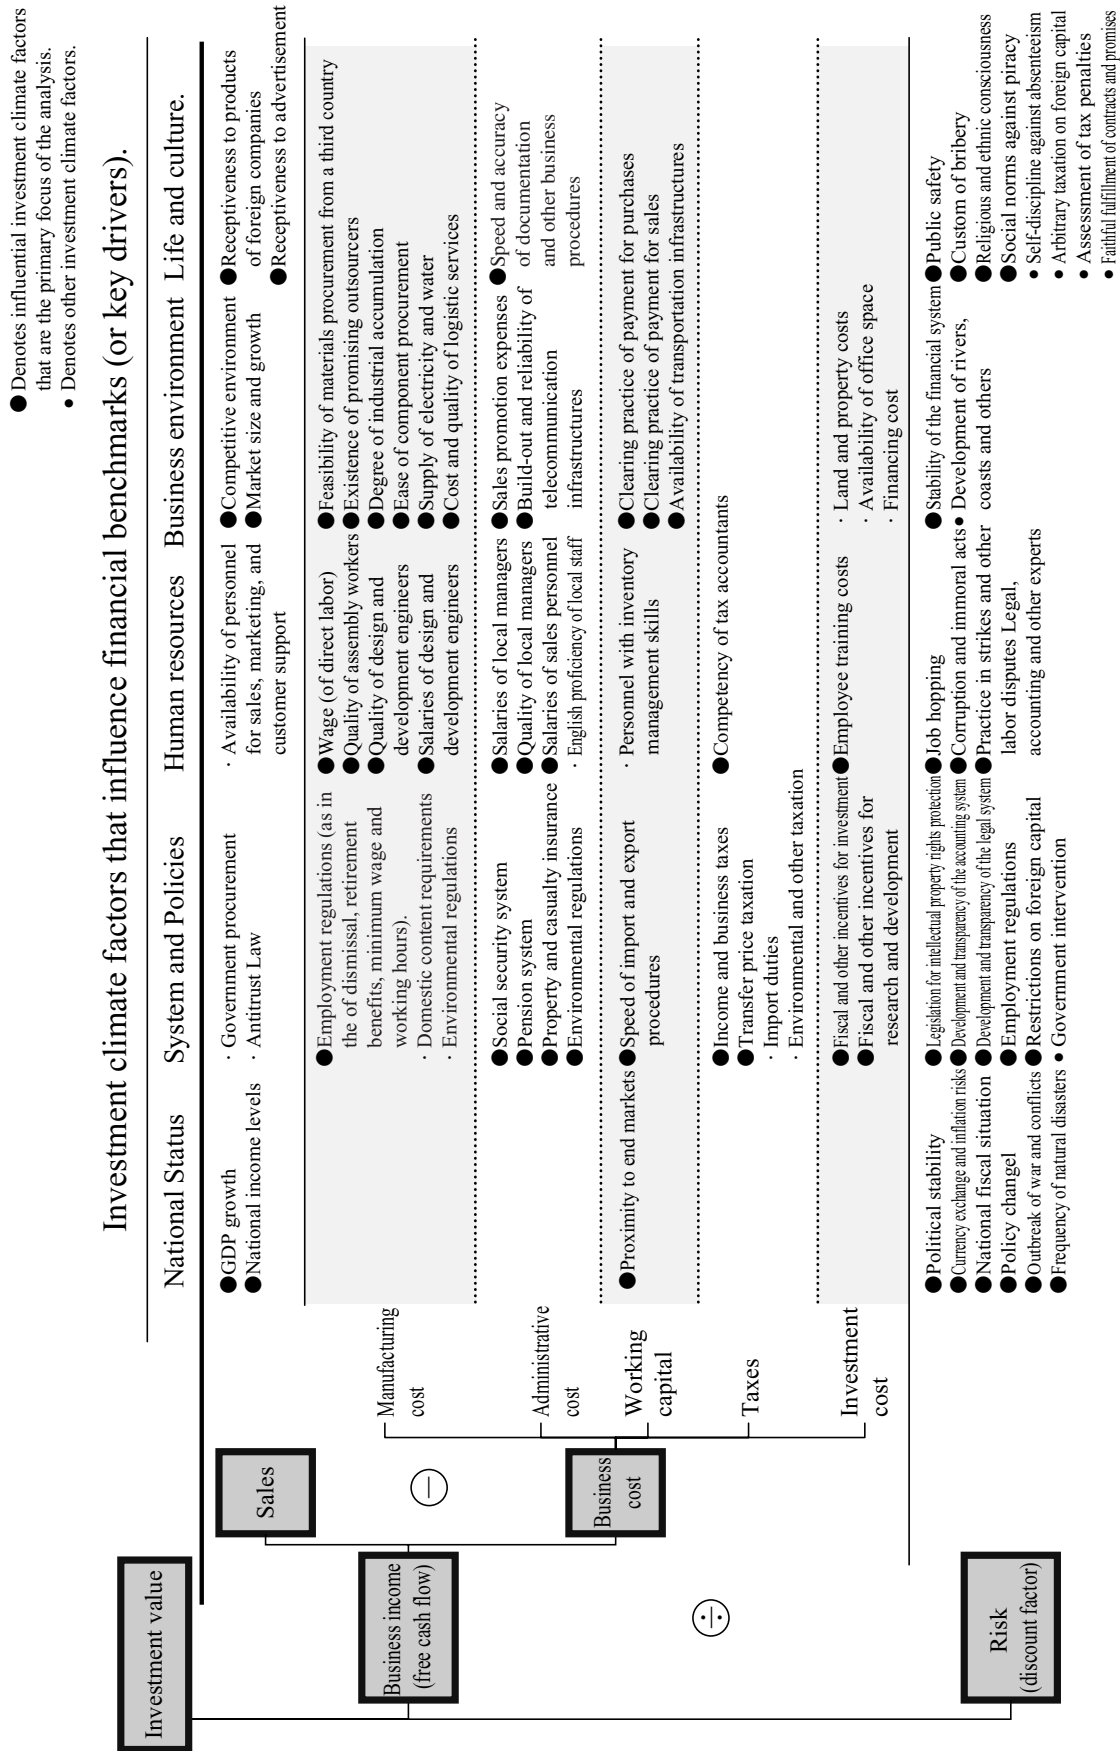 ● Denotes influential investment climate factors
that are the primary focus of the analysis.
• Denotes other investment climate factors.
Investment climate factors that influence financial benchmarks (or key drivers).
National Status
System and Policies
Human resources
Business environment
Life and culture.
Investment value
Business income
(free cash flow)
Sales
−
Business
cost
÷
Risk
(discount factor)
●GDP growth
●National income levels
· Government procurement
· Antitrust Law
· Availability of personnel
for sales, marketing, and
customer support
●Competitive environment
●Market size and growth
●Receptiveness to products
of foreign companies
●Receptiveness to advertisement
Manufacturing
cost
●Employment regulations (as in
the of dismissal, retirement
benefits, minimum wage and
working hours).
· Domestic content requirements
· Environmental regulations
●Wage (of direct labor)
●Quality of assembly workers
●Quality of design and
development engineers
●Salaries of design and
development engineers
●Feasibility of materials procurement from a third country
●Existence of promising outsourcers
●Degree of industrial accumulation
●Ease of component procurement
●Supply of electricity and water
●Cost and quality of logistic services
Administrative
cost
●Social security system
●Pension system
●Property and casualty insurance
●Environmental regulations
●Salaries of local managers
●Quality of local managers
●Salaries of sales personnel
· English proficiency of local staff
●Sales promotion expenses
●Build-out and reliability of
telecommunication
infrastructures
●Speed and accuracy
of documentation
and other business
procedures
Working
capital
●Proximity to end markets
●Speed of import and export
procedures
· Personnel with inventory
management skills
●Clearing practice of payment for purchases
●Clearing practice of payment for sales
●Availability of transportation infrastructures
Taxes
●Income and business taxes
●Transfer price taxation
· Import duties
· Environmental and other taxation
●Competency of tax accountants
Investment
cost
●Fiscal and other incentives for investment
●Fiscal and other incentives for
research and development
●Employee training costs
· Land and property costs
· Availability of office space
· Financing cost
●Political stability
●Currency exchange and inflation risks
●National fiscal situation
●Policy changel
●Outbreak of war and conflicts
●Frequency of natural disasters
●Legislation for intellectual property rights protection
●Development and transparency of the accounting system
●Development and transparency of the legal system
●Employment regulations
●Restrictions on foreign capital
• Government intervention
●Job hopping
●Corruption and immoral acts
●Practice in strikes and other
labor disputes Legal,
accounting and other experts
●Stability of the financial system
• Development of rivers,
coasts and others
●Public safety
●Custom of bribery
●Religious and ethnic consciousness
●Social norms against piracy
• Self-discipline against absenteeism
• Arbitrary taxation on foreign capital
• Assessment of tax penalties
• Faithful fulfillment of contracts and promises